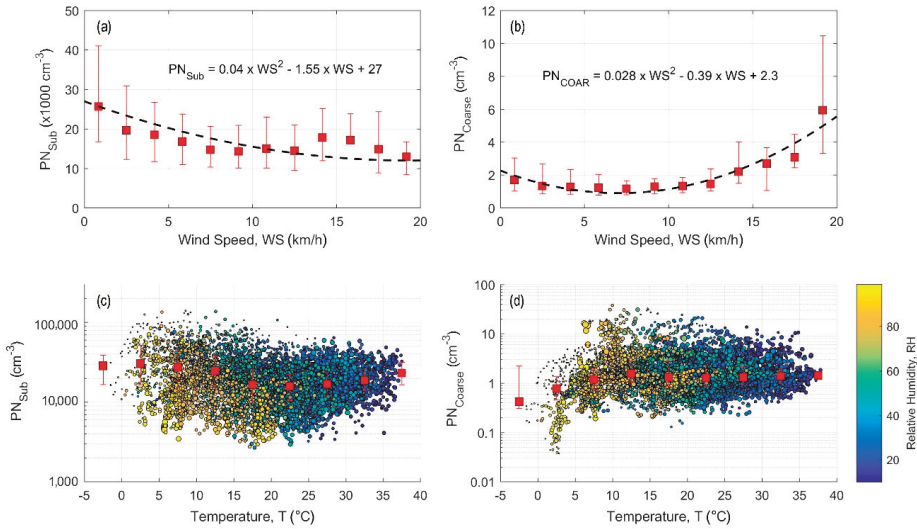 (a)
PN_Sub = 0.04 x WS² - 1.55 x WS + 27
PN_Sub (x1000 cm⁻³)
50
40
30
20
10
0
0 5 10 15 20
Wind Speed, WS (km/h)
(b)
PN_COAR = 0.028 x WS² - 0.39 x WS + 2.3
PN_Coarse (cm⁻³)
12
10
8
6
4
2
0
0 5 10 15 20
Wind Speed, WS (km/h)
(c)
PN_Sub (cm⁻³)
100,000
10,000
1,000
-5 0 5 10 15 20 25 30 35 40
Temperature, T (°C)
(d)
PN_Coarse (cm⁻³)
100
10
1
0.1
0.01
-5 0 5 10 15 20 25 30 35 40
Temperature, T (°C)
80
60
40
20
Relative Humidity, RH